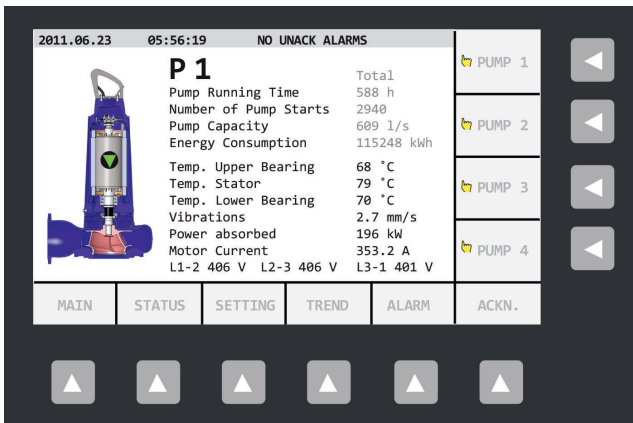 2011.06.23 05:56:19 NO UNACK ALARMS
P 1
Total
Pump Running Time 588 h
Number of Pump Starts 2940
Pump Capacity 609 l/s
Energy Consumption 115248 kWh
Temp. Upper Bearing 68 °C
Temp. Stator 79 °C
Temp. Lower Bearing 70 °C
Vibrations 2.7 mm/s
Power absorbed 196 kW
Motor Current 353.2 A
L1-2 406 V L2-3 406 V L3-1 401 V
PUMP 1
PUMP 2
PUMP 3
PUMP 4
MAIN STATUS SETTING TREND ALARM ACKN.